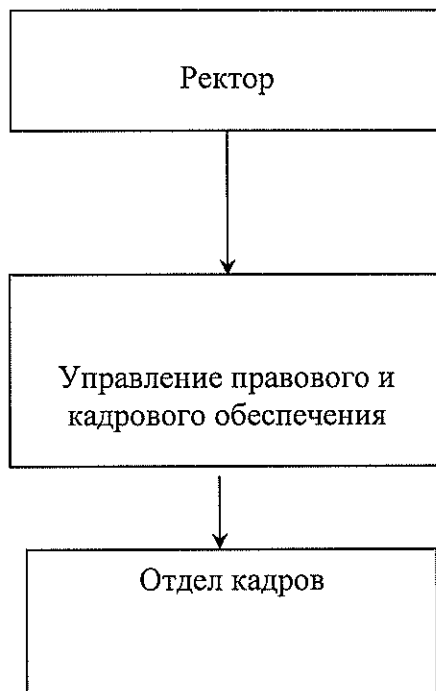 Ректор
Управление правового и
кадрового обеспечения
Отдел кадров